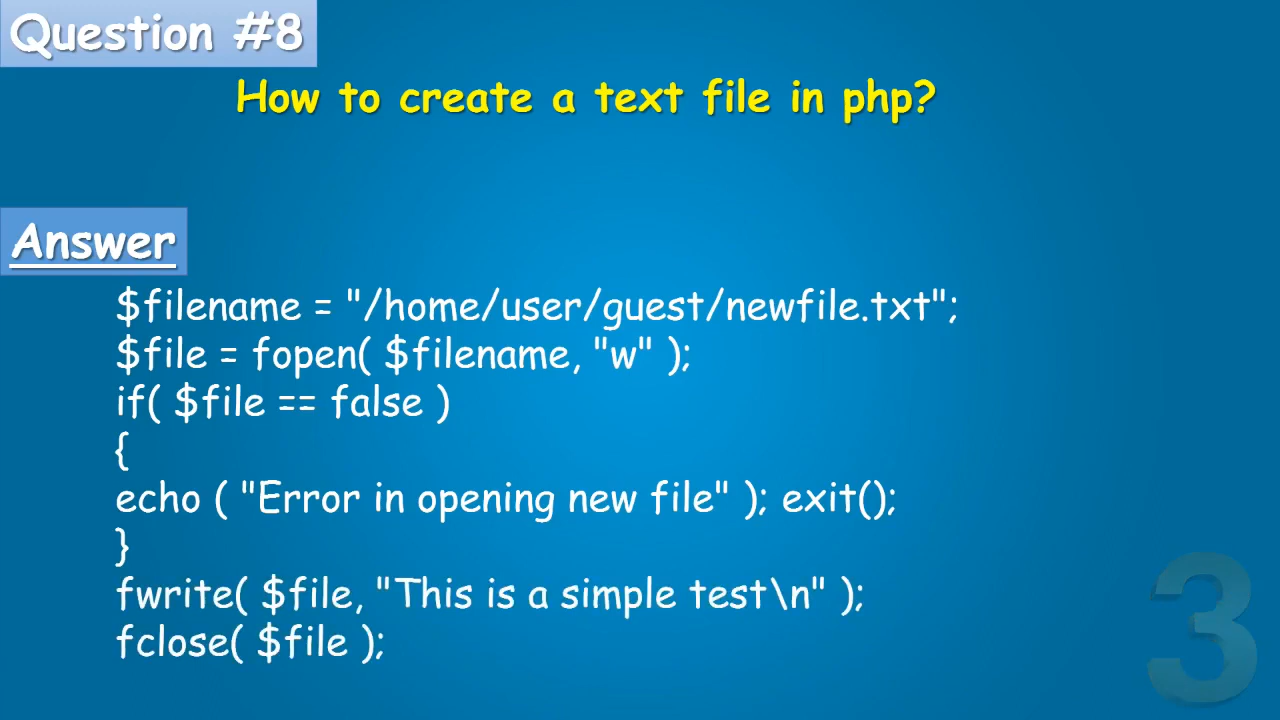 Question #8
How to create a text file in php?
Answer
$filename = "/home/user/guest/newfile.txt";
$file = fopen( $filename, "w" );
if( $file == false )
{
echo ( "Error in opening new file" ); exit();
}
fwrite( $file, "This is a simple test\n" );
fclose( $file );
3